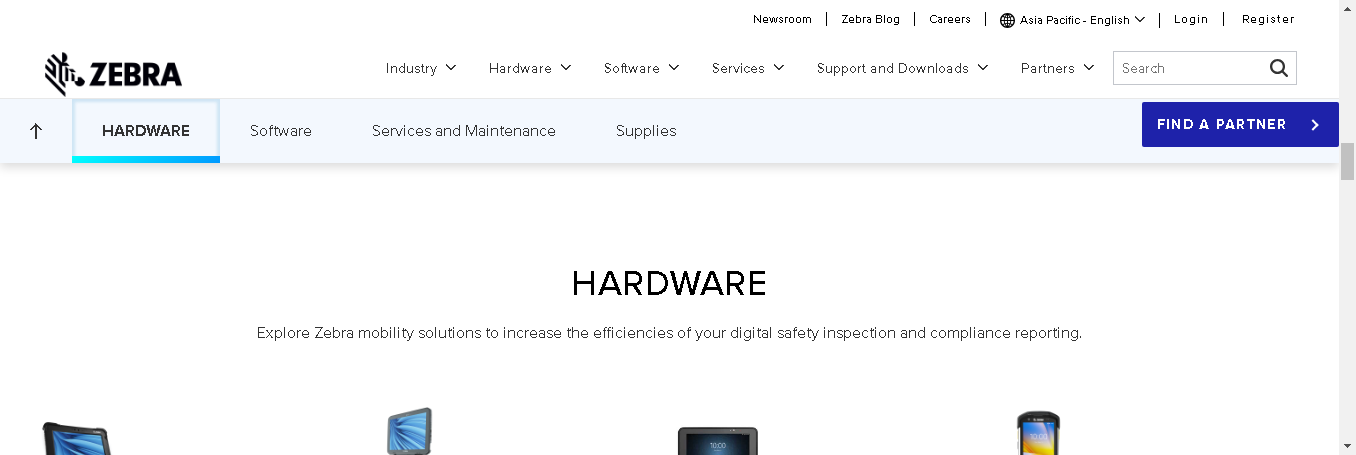 Newsroom Zebra Blog Careers Asia Pacific - English Login Register
ZEBRA Industry Hardware Software Services Support and Downloads Partners Search
HARDWARE Software Services and Maintenance Supplies FIND A PARTNER
HARDWARE
Explore Zebra mobility solutions to increase the efficiencies of your digital safety inspection and compliance reporting.
10:00
10:00